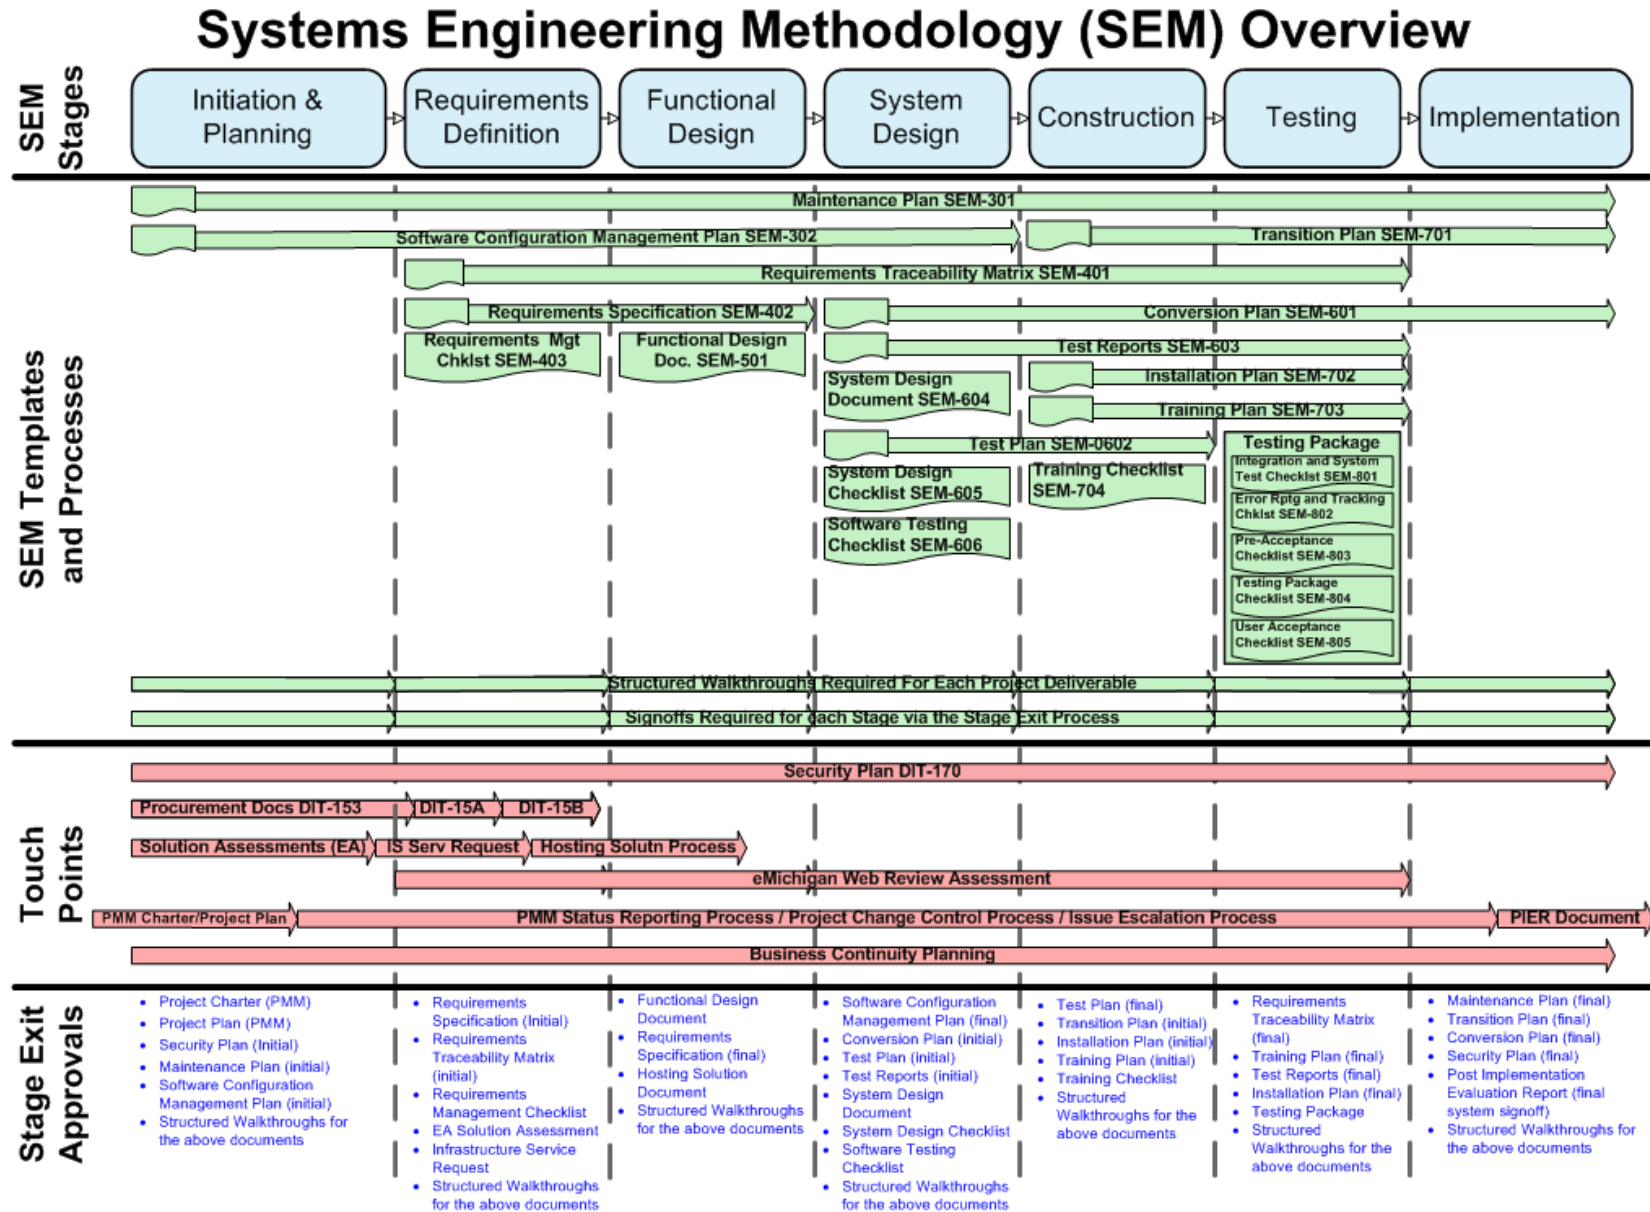 Systems Engineering Methodology (SEM) Overview
SEM
Stages
Initiation &
Planning
Requirements
Definition
Functional
Design
System
Design
Construction
Testing
Implementation
SEM Templates
and Processes
Maintenance Plan SEM-301
Software Configuration Management Plan SEM-302
Transition Plan SEM-701
Requirements Traceability Matrix SEM-401
Requirements Specification SEM-402
Conversion Plan SEM-601
Requirements Mgt
Chklst SEM-403
Functional Design
Doc. SEM-501
Test Reports SEM-603
System Design
Document SEM-604
Installation Plan SEM-702
Training Plan SEM-703
Test Plan SEM-0602
System Design
Checklist SEM-605
Training Checklist
SEM-704
Software Testing
Checklist SEM-606
Testing Package
Integration and System
Test Checklst SEM-801
Error Rptg and Tracking
Chklst SEM-802
Pre-Acceptance
Checklist SEM-803
Testing Package
Checklist SEM-804
User Acceptance
Checklist SEM-805
Structured Walkthroughs Required For Each Project Deliverable
Signoffs Required for each Stage via the Stage Exit Process
Touch
Points
Security Plan DIT-170
Procurement Docs DIT-153
DIT-15A
DIT-15B
Solution Assessments (EA)
IS Serv Request
Hosting Solutn Process
eMichigan Web Review Assessment
PMM Charter/Project Plan
PMM Status Reporting Process / Project Change Control Process / Issue Escalation Process
PIER Document
Business Continuity Planning
Stage Exit
Approvals
• Project Charter (PMM)
• Project Plan (PMM)
• Security Plan (Initial)
• Maintenance Plan (initial)
• Software Configuration
Management Plan (initial)
• Structured Walkthroughs for
the above documents
• Requirements
Specification (Initial)
• Requirements
Traceability Matrix
(initial)
• Requirements
Management Checklist
• EA Solution Assessment
• Infrastructure Service
Request
• Structured Walkthroughs
for the above documents
• Functional Design
Document
• Requirements
Specification (final)
• Hosting Solution
Document
• Structured Walkthroughs
for the above documents
• Software Configuration
Management Plan (final)
• Conversion Plan (initial)
• Test Plan (initial)
• Test Reports (initial)
• System Design
Document
• System Design Checklist
• Software Testing
Checklist
• Structured Walkthroughs
for the above documents
• Test Plan (final)
• Transition Plan (initial)
• Installation Plan (initial)
• Training Plan (initial)
• Training Checklist
• Structured
Walkthroughs for the
above documents
• Requirements
Traceability Matrix
(final)
• Training Plan (final)
• Test Reports (final)
• Installation Plan (final)
• Testing Package
• Structured
Walkthroughs for the
above documents
• Maintenance Plan (final)
• Transition Plan (final)
• Conversion Plan (final)
• Security Plan (final)
• Post Implementation
Evaluation Report (final
system signoff)
• Structured Walkthroughs for
the above documents